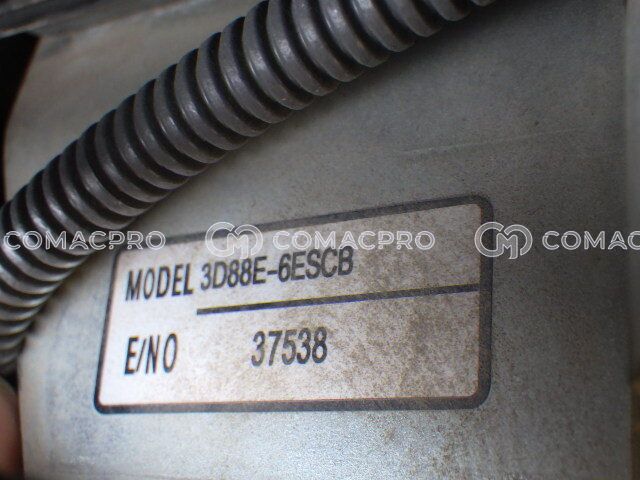 COMACPRO COMACPRO COMACPRO
MODEL 3D88E-6ESCB
E/NO 37538